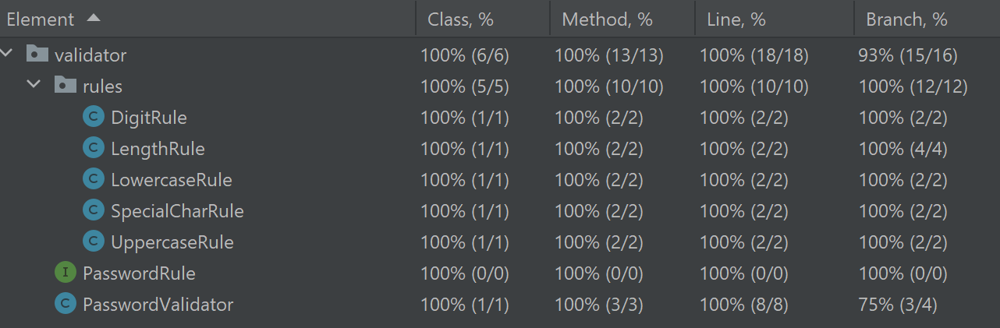 Element Class, % Method, % Line, % Branch, %
validator 100% (6/6) 100% (13/13) 100% (18/18) 93% (15/16)
rules 100% (5/5) 100% (10/10) 100% (10/10) 100% (12/12)
C DigitRule 100% (1/1) 100% (2/2) 100% (2/2) 100% (2/2)
C LengthRule 100% (1/1) 100% (2/2) 100% (2/2) 100% (4/4)
C LowercaseRule 100% (1/1) 100% (2/2) 100% (2/2) 100% (2/2)
C SpecialCharRule 100% (1/1) 100% (2/2) 100% (2/2) 100% (2/2)
C UppercaseRule 100% (1/1) 100% (2/2) 100% (2/2) 100% (2/2)
I PasswordRule 100% (0/0) 100% (0/0) 100% (0/0) 100% (0/0)
C PasswordValidator 100% (1/1) 100% (3/3) 100% (8/8) 75% (3/4)